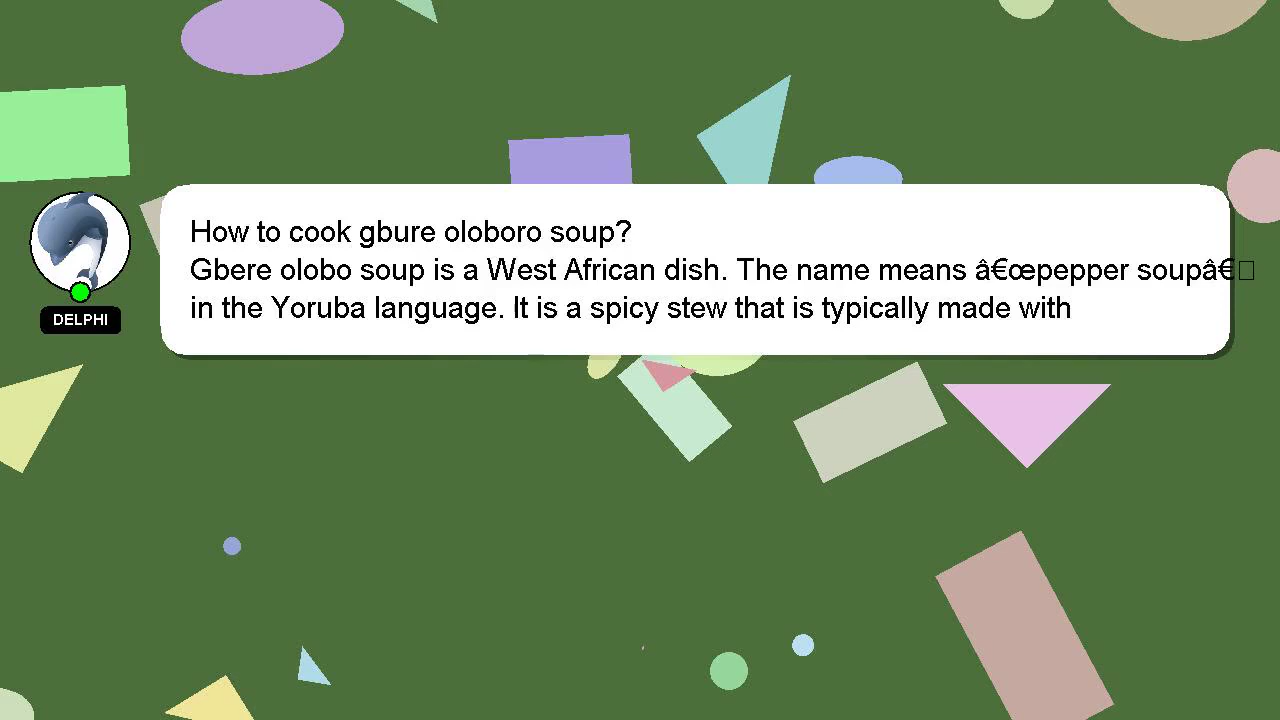 How to cook gbure oloboro soup?
Gbere olobo soup is a West African dish. The name means â€œpepper soupâ€□
in the Yoruba language. It is a spicy stew that is typically made with
DELPHI